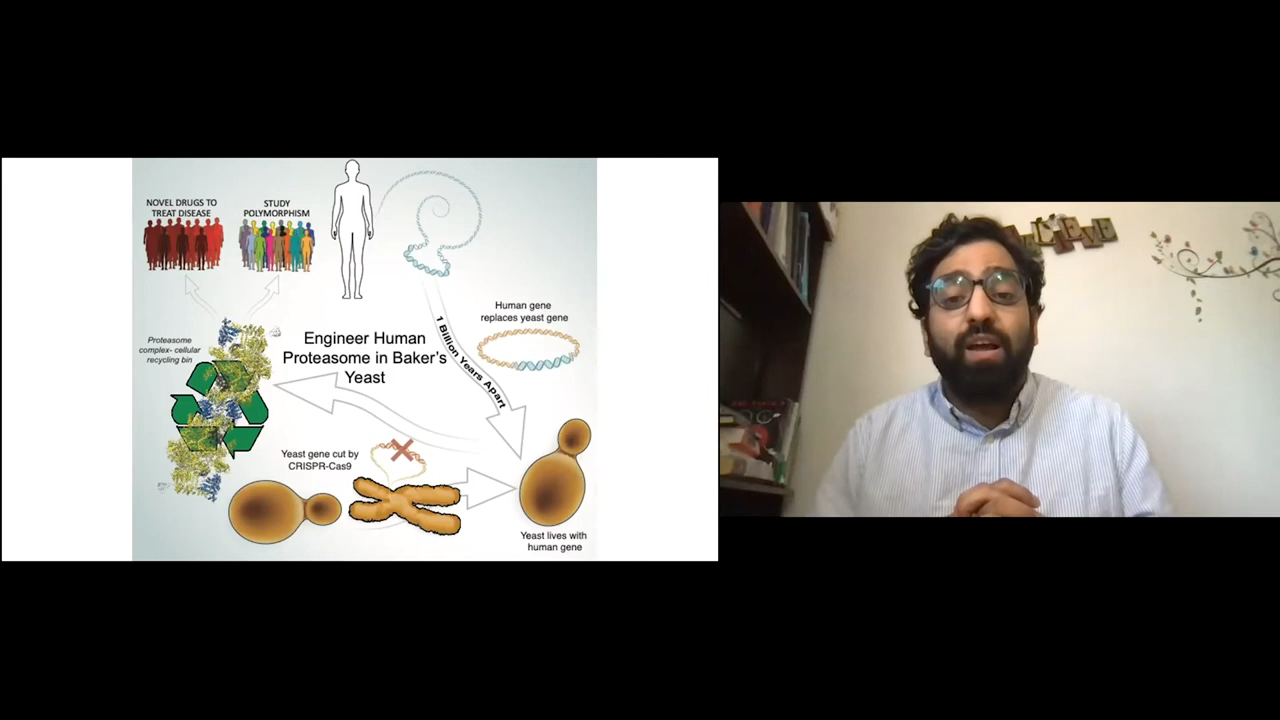 NOVEL DRUGS TO
TREAT DISEASE
STUDY
POLYMORPHISM
Human gene
replaces yeast gene
1 Billion Years Apart
Proteasome
complex- cellular
recycling bin
Engineer Human
Proteasome in Baker's
Yeast
Yeast gene cut by
CRISPR-Cas9
Yeast lives with
human gene